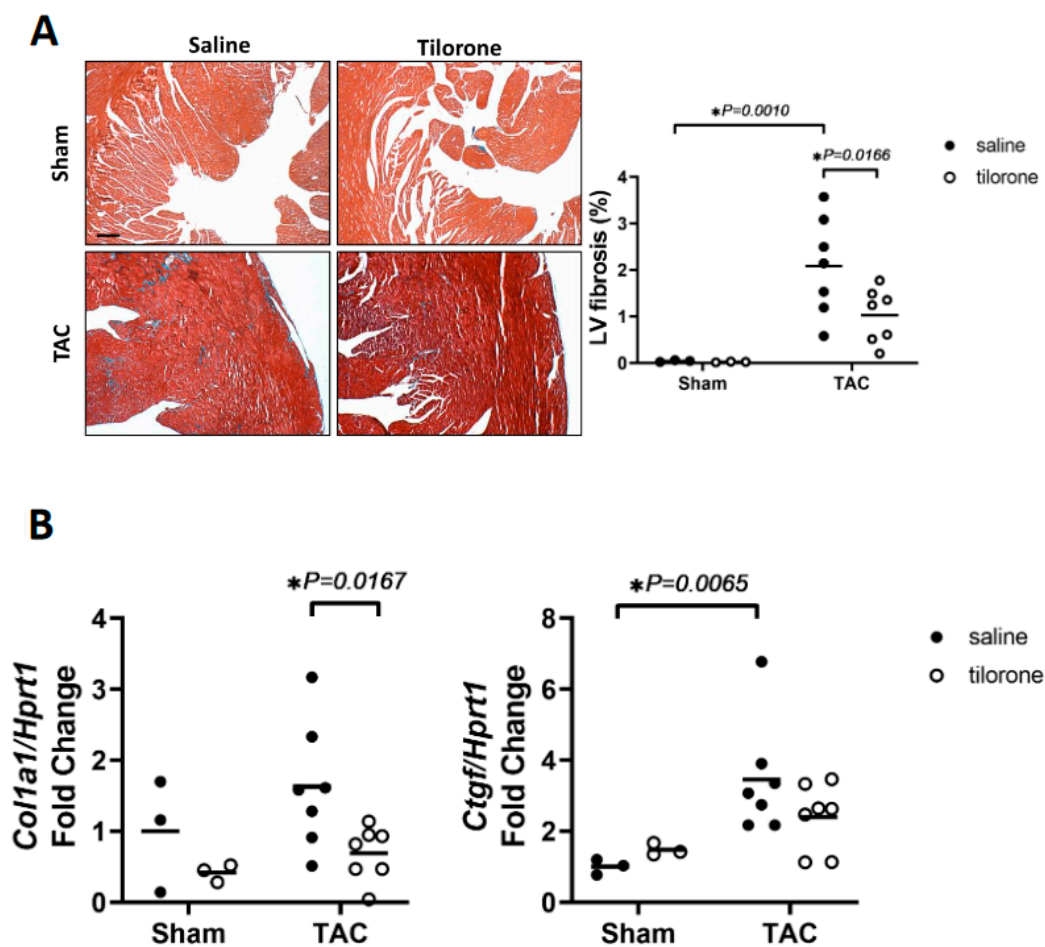 A
Saline
Tilorone
Sham
TAC
∗P=0.0010
∗P=0.0166
saline
tilorone
LV fibrosis (%)
4
3
2
1
0
Sham
TAC
B
∗P=0.0167
Col1a1/Hprt1
Fold Change
4
3
2
1
0
Sham
TAC
∗P=0.0065
Ctgf/Hprt1
Fold Change
8
6
4
2
0
Sham
TAC
saline
tilorone